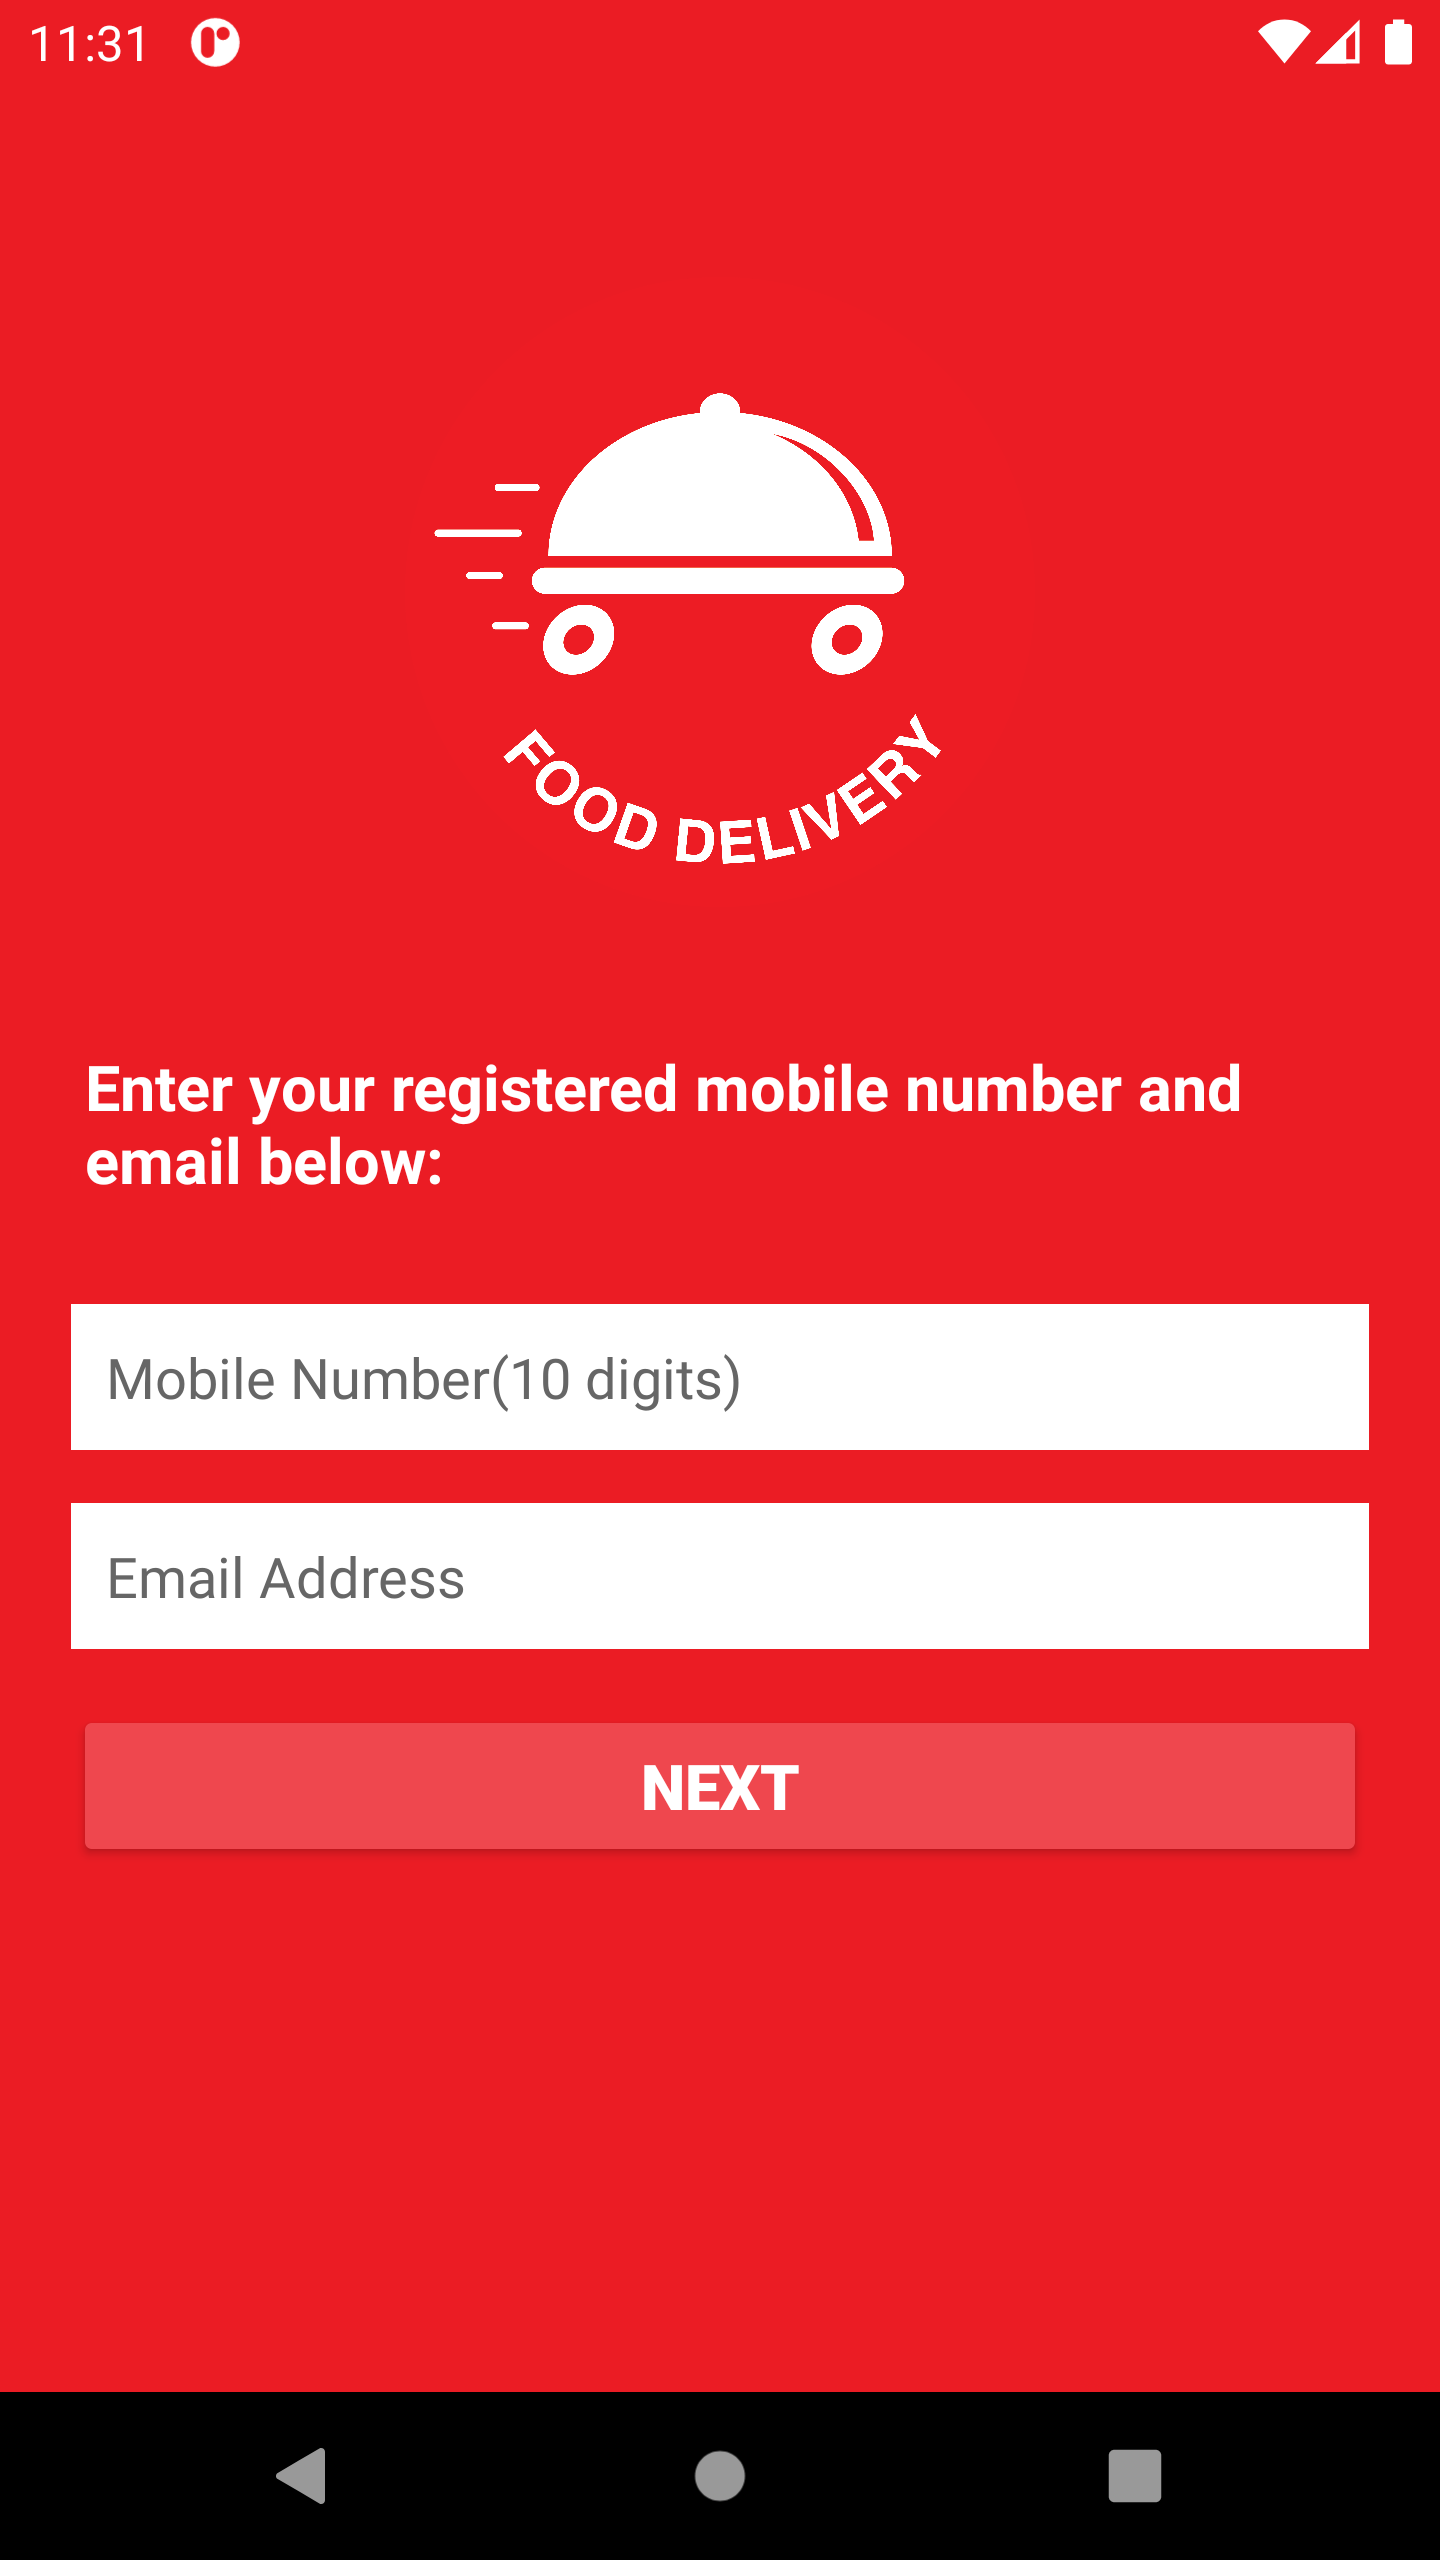 11:31
FOOD DELIVERY
Enter your registered mobile number and
email below:
Mobile Number(10 digits)
Email Address
NEXT